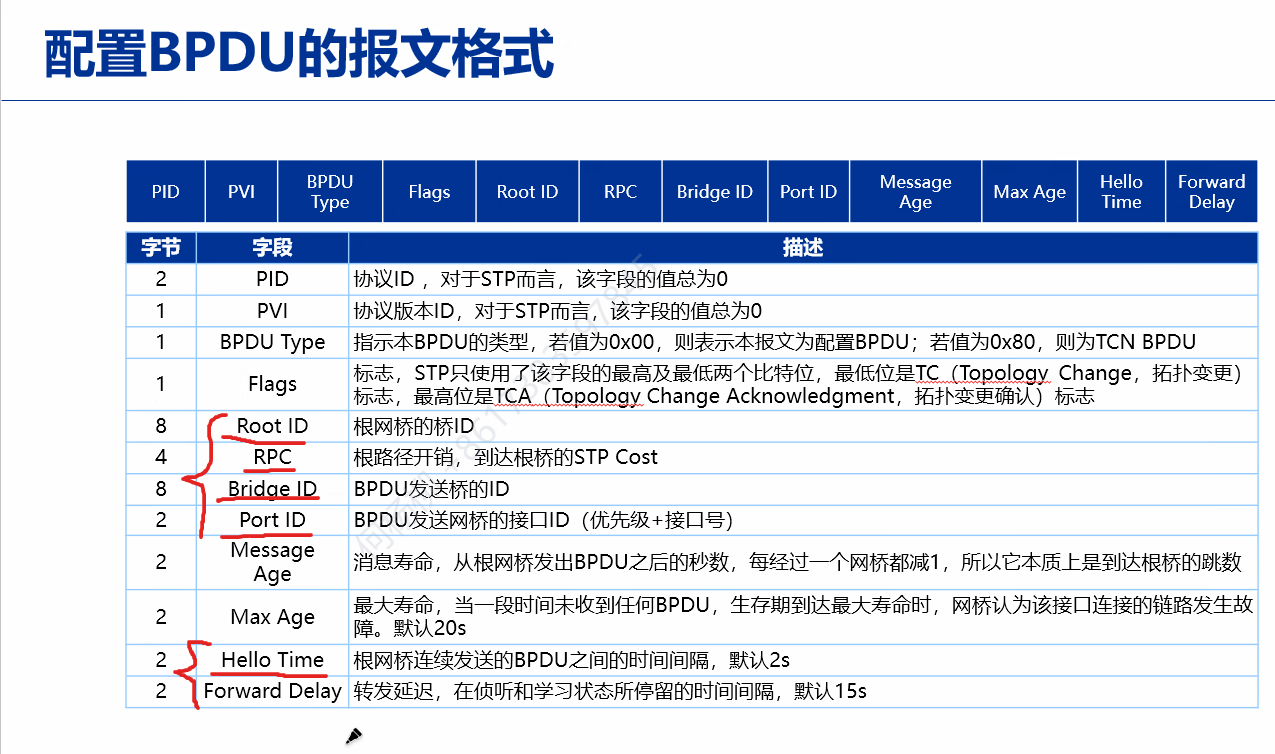 配置BPDU的报文格式
PID PVI BPDU Type Flags Root ID RPC Bridge ID Port ID Message Age Max Age Hello Time Forward Delay
字节 字段 描述
2 PID 协议ID ，对于STP而言，该字段的值总为0
1 PVI 协议版本ID，对于STP而言，该字段的值总为0
1 BPDU Type 指示本BPDU的类型，若值为0x00，则表示本报文为配置BPDU；若值为0x80，则为TCN BPDU
1 Flags 标志，STP只使用了该字段的最高及最低两个比特位，最低位是TC（Topology Change，拓扑变更）
标志，最高位是TCA（Topology Change Acknowledgment，拓扑变更确认）标志
8 Root ID 根网桥的桥ID
4 RPC 根路径开销，到达根桥的STP Cost
8 Bridge ID BPDU发送桥的ID
2 Port ID BPDU发送网桥的接口ID（优先级+接口号）
2 Message Age 消息寿命，从根网桥发出BPDU之后的秒数，每经过一个网桥都减1，所以它本质上是到达根桥的跳数
2 Max Age 最大寿命，当一段时间未收到任何BPDU，生存期到达最大寿命时，网桥认为该接口连接的链路发生故
障。默认20s
2 Hello Time 根网桥连续发送的BPDU之间的时间间隔，默认2s
2 Forward Delay 转发延迟，在侦听和学习状态所停留的时间间隔，默认15s